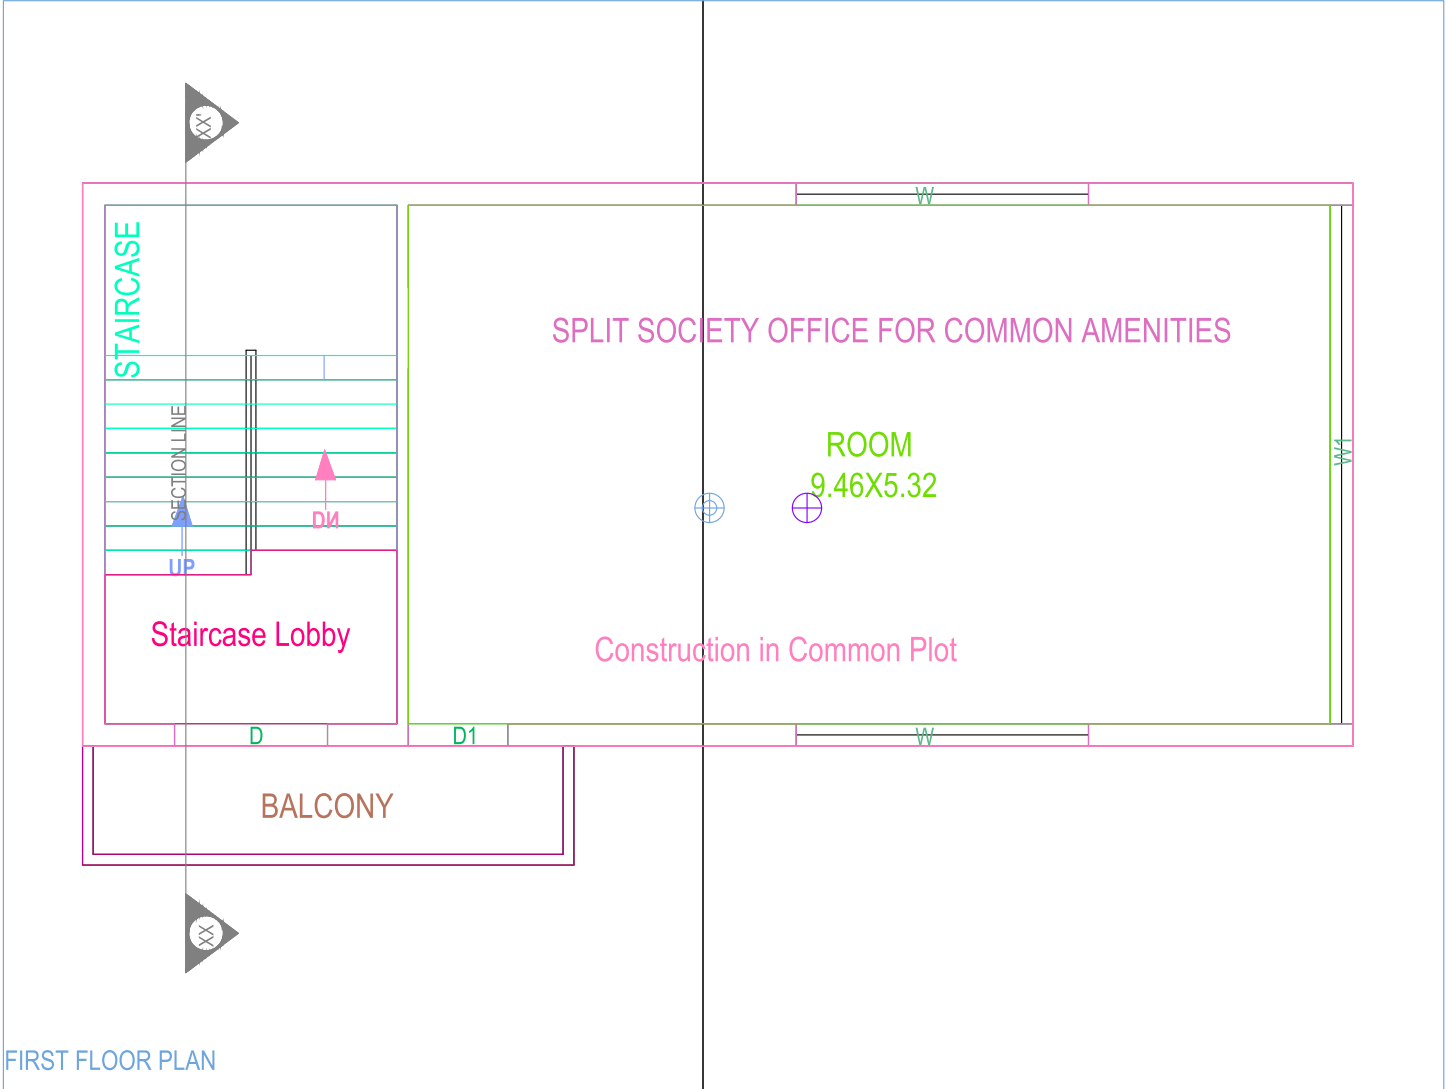 XX'
W
STAIRCASE
SPLIT SOCIETY OFFICE FOR COMMON AMENITIES
SECTION LINE
ROOM
9.46X5.32
W1
DN
UP
Staircase Lobby
Construction in Common Plot
D
D1
W
BALCONY
XX
FIRST FLOOR PLAN